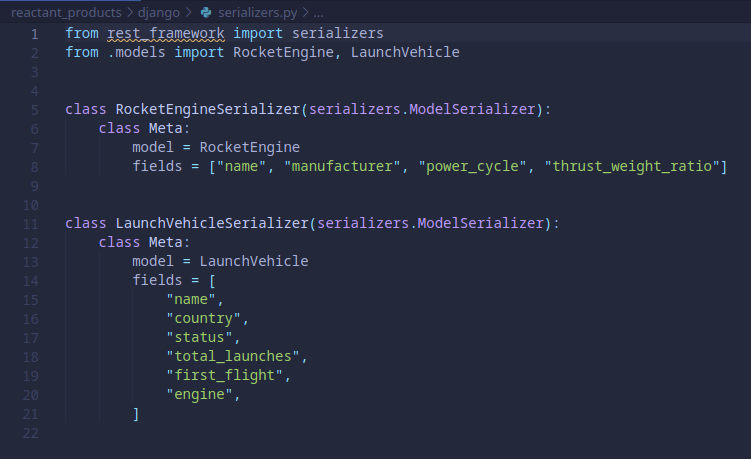 reactant_products > django > serializers.py > ...
1 from rest_framework import serializers
2 from .models import RocketEngine, LaunchVehicle
3
4
5 class RocketEngineSerializer(serializers.ModelSerializer):
6     class Meta:
7         model = RocketEngine
8         fields = ["name", "manufacturer", "power_cycle", "thrust_weight_ratio"]
9
10
11 class LaunchVehicleSerializer(serializers.ModelSerializer):
12     class Meta:
13         model = LaunchVehicle
14         fields = [
15             "name",
16             "country",
17             "status",
18             "total_launches",
19             "first_flight",
20             "engine",
21         ]
22